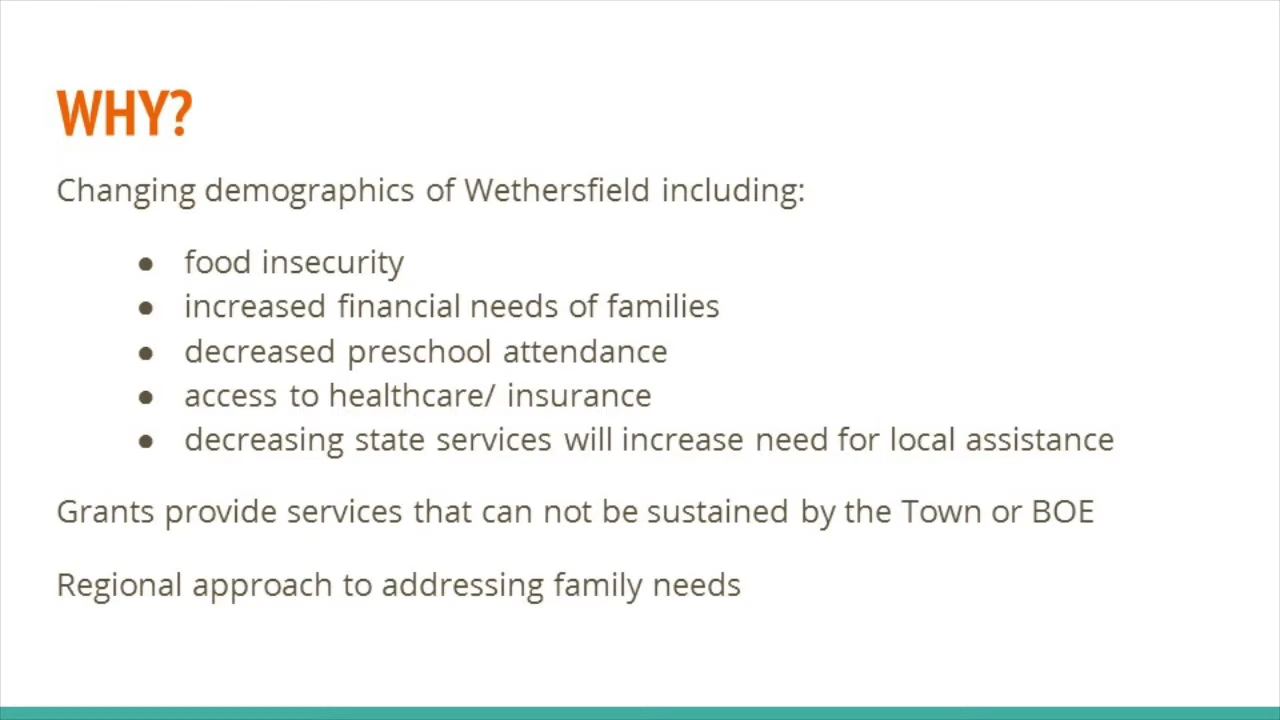 WHY?
Changing demographics of Wethersfield including:
● food insecurity
● increased financial needs of families
● decreased preschool attendance
● access to healthcare/ insurance
● decreasing state services will increase need for local assistance
Grants provide services that can not be sustained by the Town or BOE
Regional approach to addressing family needs